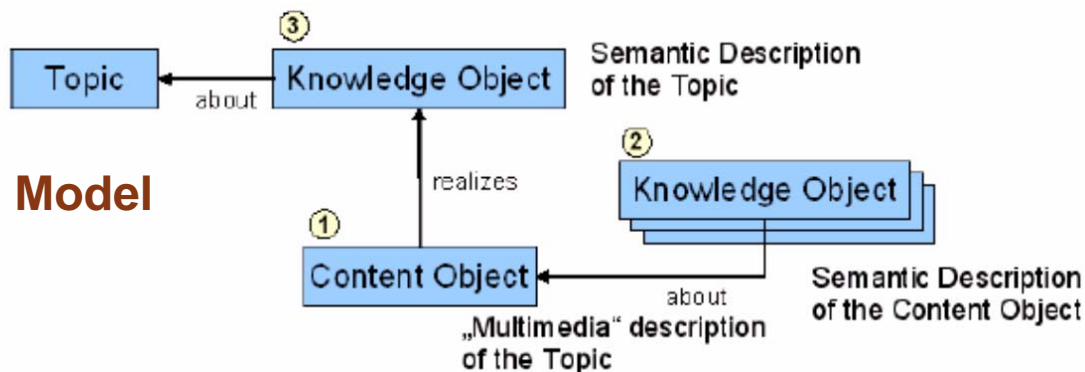 3
Topic
Knowledge Object
about
Semantic Description
of the Topic
Model
realizes
2
Knowledge Object
1
Content Object
about
„Multimedia“ description
of the Topic
Semantic Description
of the Content Object